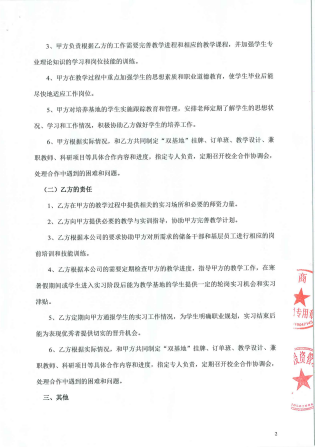 3、甲方负责根据乙方的工作需要完善教学进程和相应的教学课程，并加强学生专
业理论知识的学习和岗位技能的训练。
4、甲方在教学过程中重点加强学生的思想素质和职业道德教育，使学生毕业后能
尽快地适应工作岗位。
5、甲方对培养基地的学生实施跟踪教育和管理、安排老师定期了解学生的思想状
况、学习和工作情况，积极协助乙方做好学生的培养工作。
6、甲方根据实际情况，和乙方共同制定“双基地”挂牌、订单班、教学设计、兼
职教师、科研项目等具体合作内容和进度，指定专人负责，定期召开校企合作协调会，
处理合作中遇到的困难和问题。
（二）乙方的责任
1、乙方在甲方的教学过程中提供相关的实习场所和必要的师资力量。
2、乙方向甲方提供必要的教学与实训指导，协助甲方完善教学计划。
3、乙方根据本公司的要求协助甲方对所需求的储备干部和基层员工进行相应的岗
前培训和技能训练。
4、乙方根据本公司的需要定期检查甲方的教学进度，指导甲方的教学工作，在寒
暑假期间或学生进入实习阶段后能为教学基地的学生提供一定的轮岗实习机会和实习
津贴。
5、乙方定期向甲方通报学生的实习工作情况，为学生明确职业规划，实习结束后
能为表现优秀者提供切实的晋升机会。
6、乙方根据实际情况，和甲方共同制定“双基地”挂牌、订单班、教学设计、兼
职教师、科研项目等具体合作内容和进度，指定专人负责，定期召开校企合作协调会，
处理合作中遇到的困难和问题。
三、其他
商
专用章
2